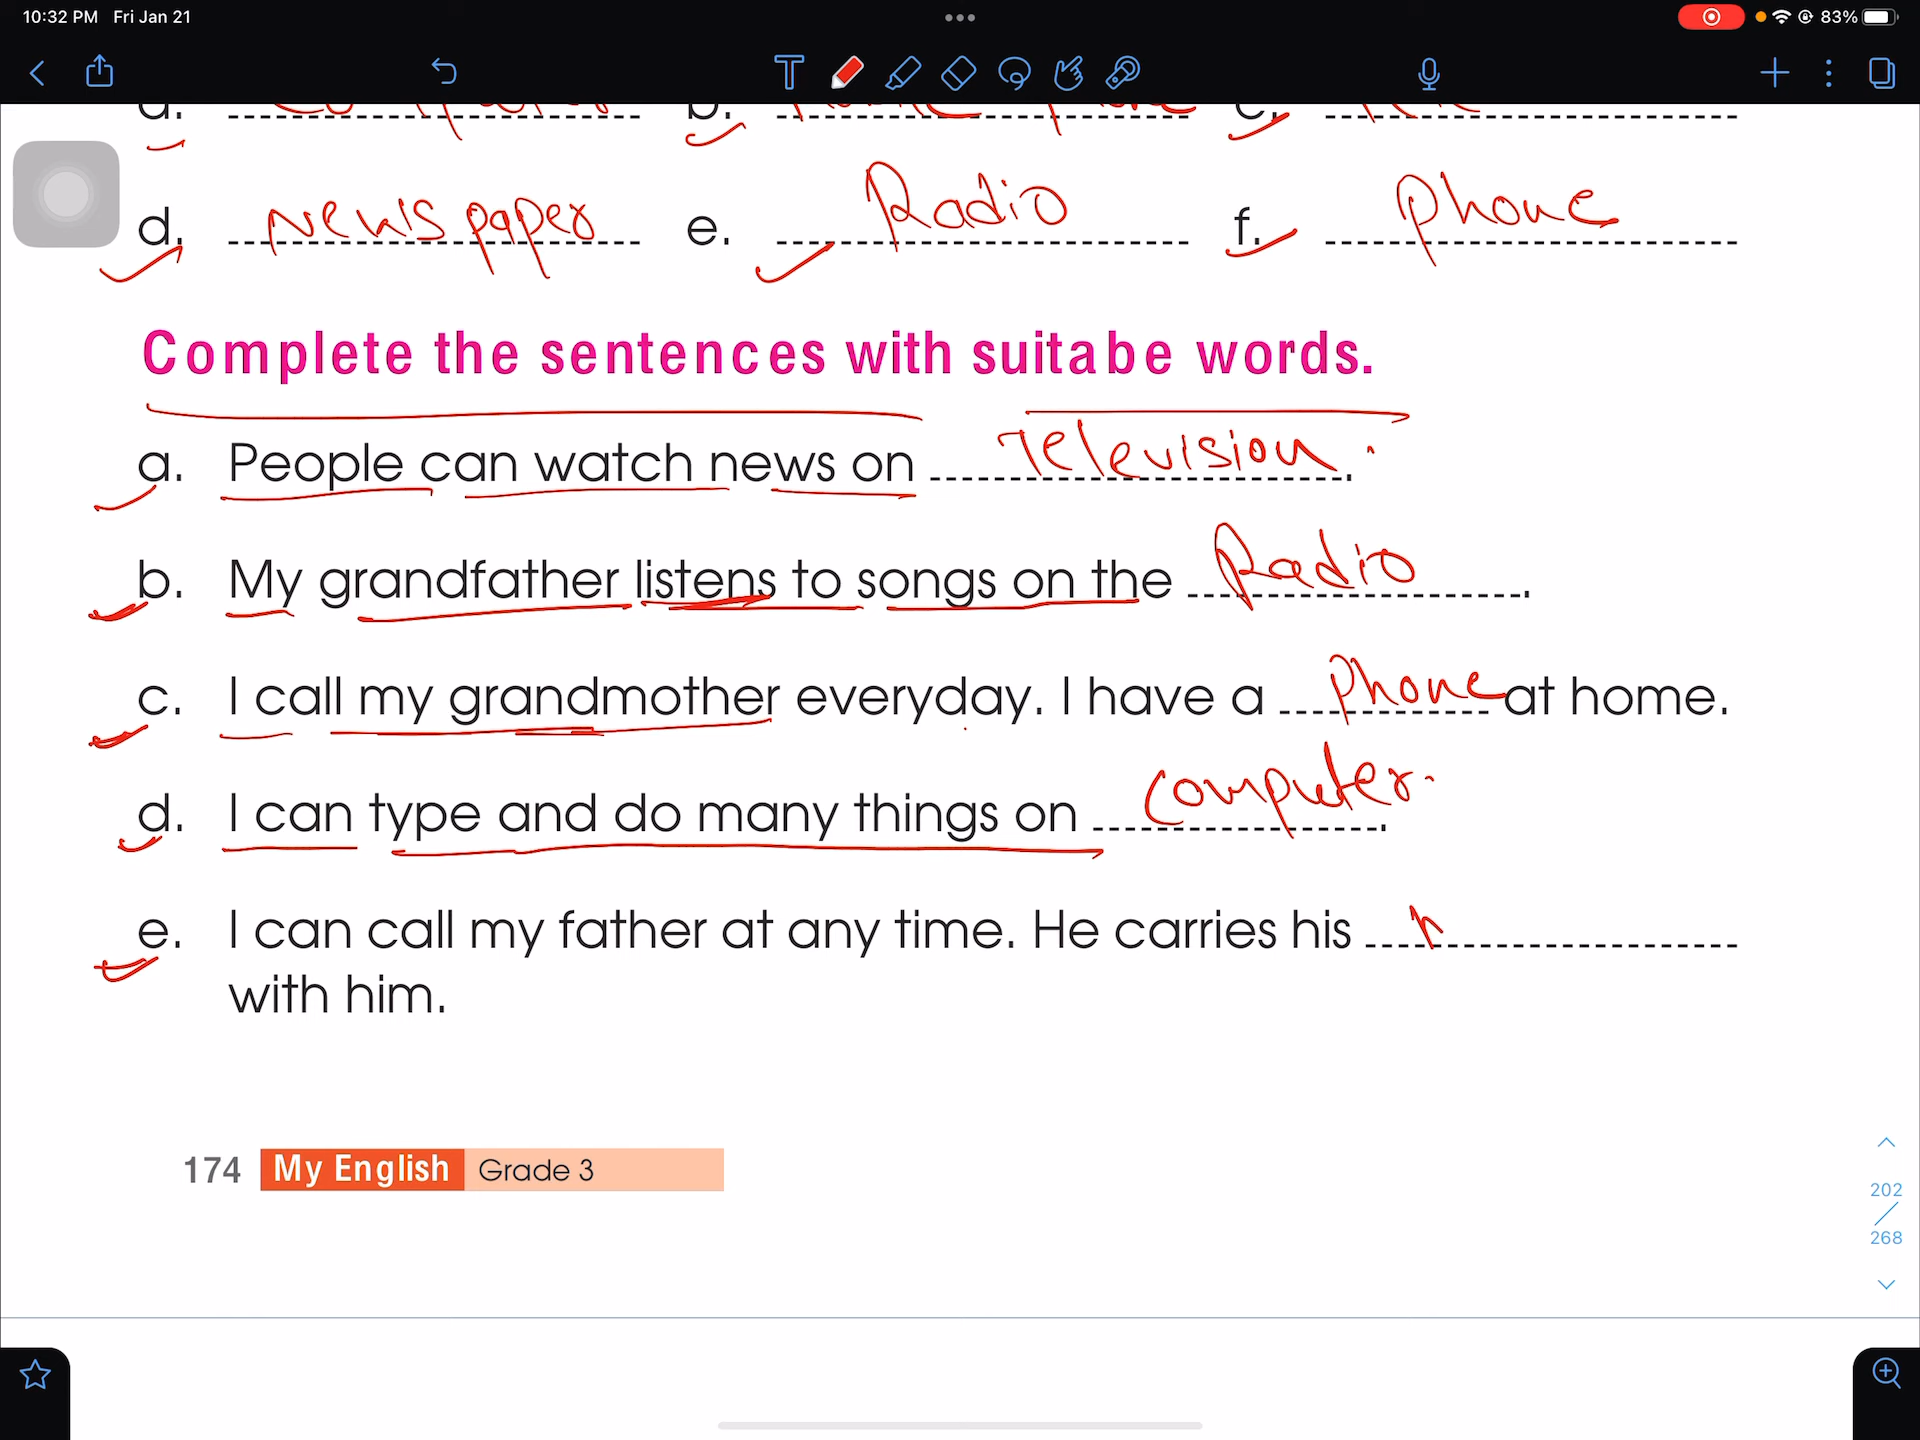 10:32 PM Fri Jan 21 83%
b. phone
d. Newspaper e. Radio f. phone
Complete the sentences with suitabe words.
a. People can watch news on Television.
b. My grandfather listens to songs on the Radio.
c. I call my grandmother everyday. I have a phone at home.
d. I can type and do many things on computer.
e. I can call my father at any time. He carries his
with him.
174 My English Grade 3
202
268